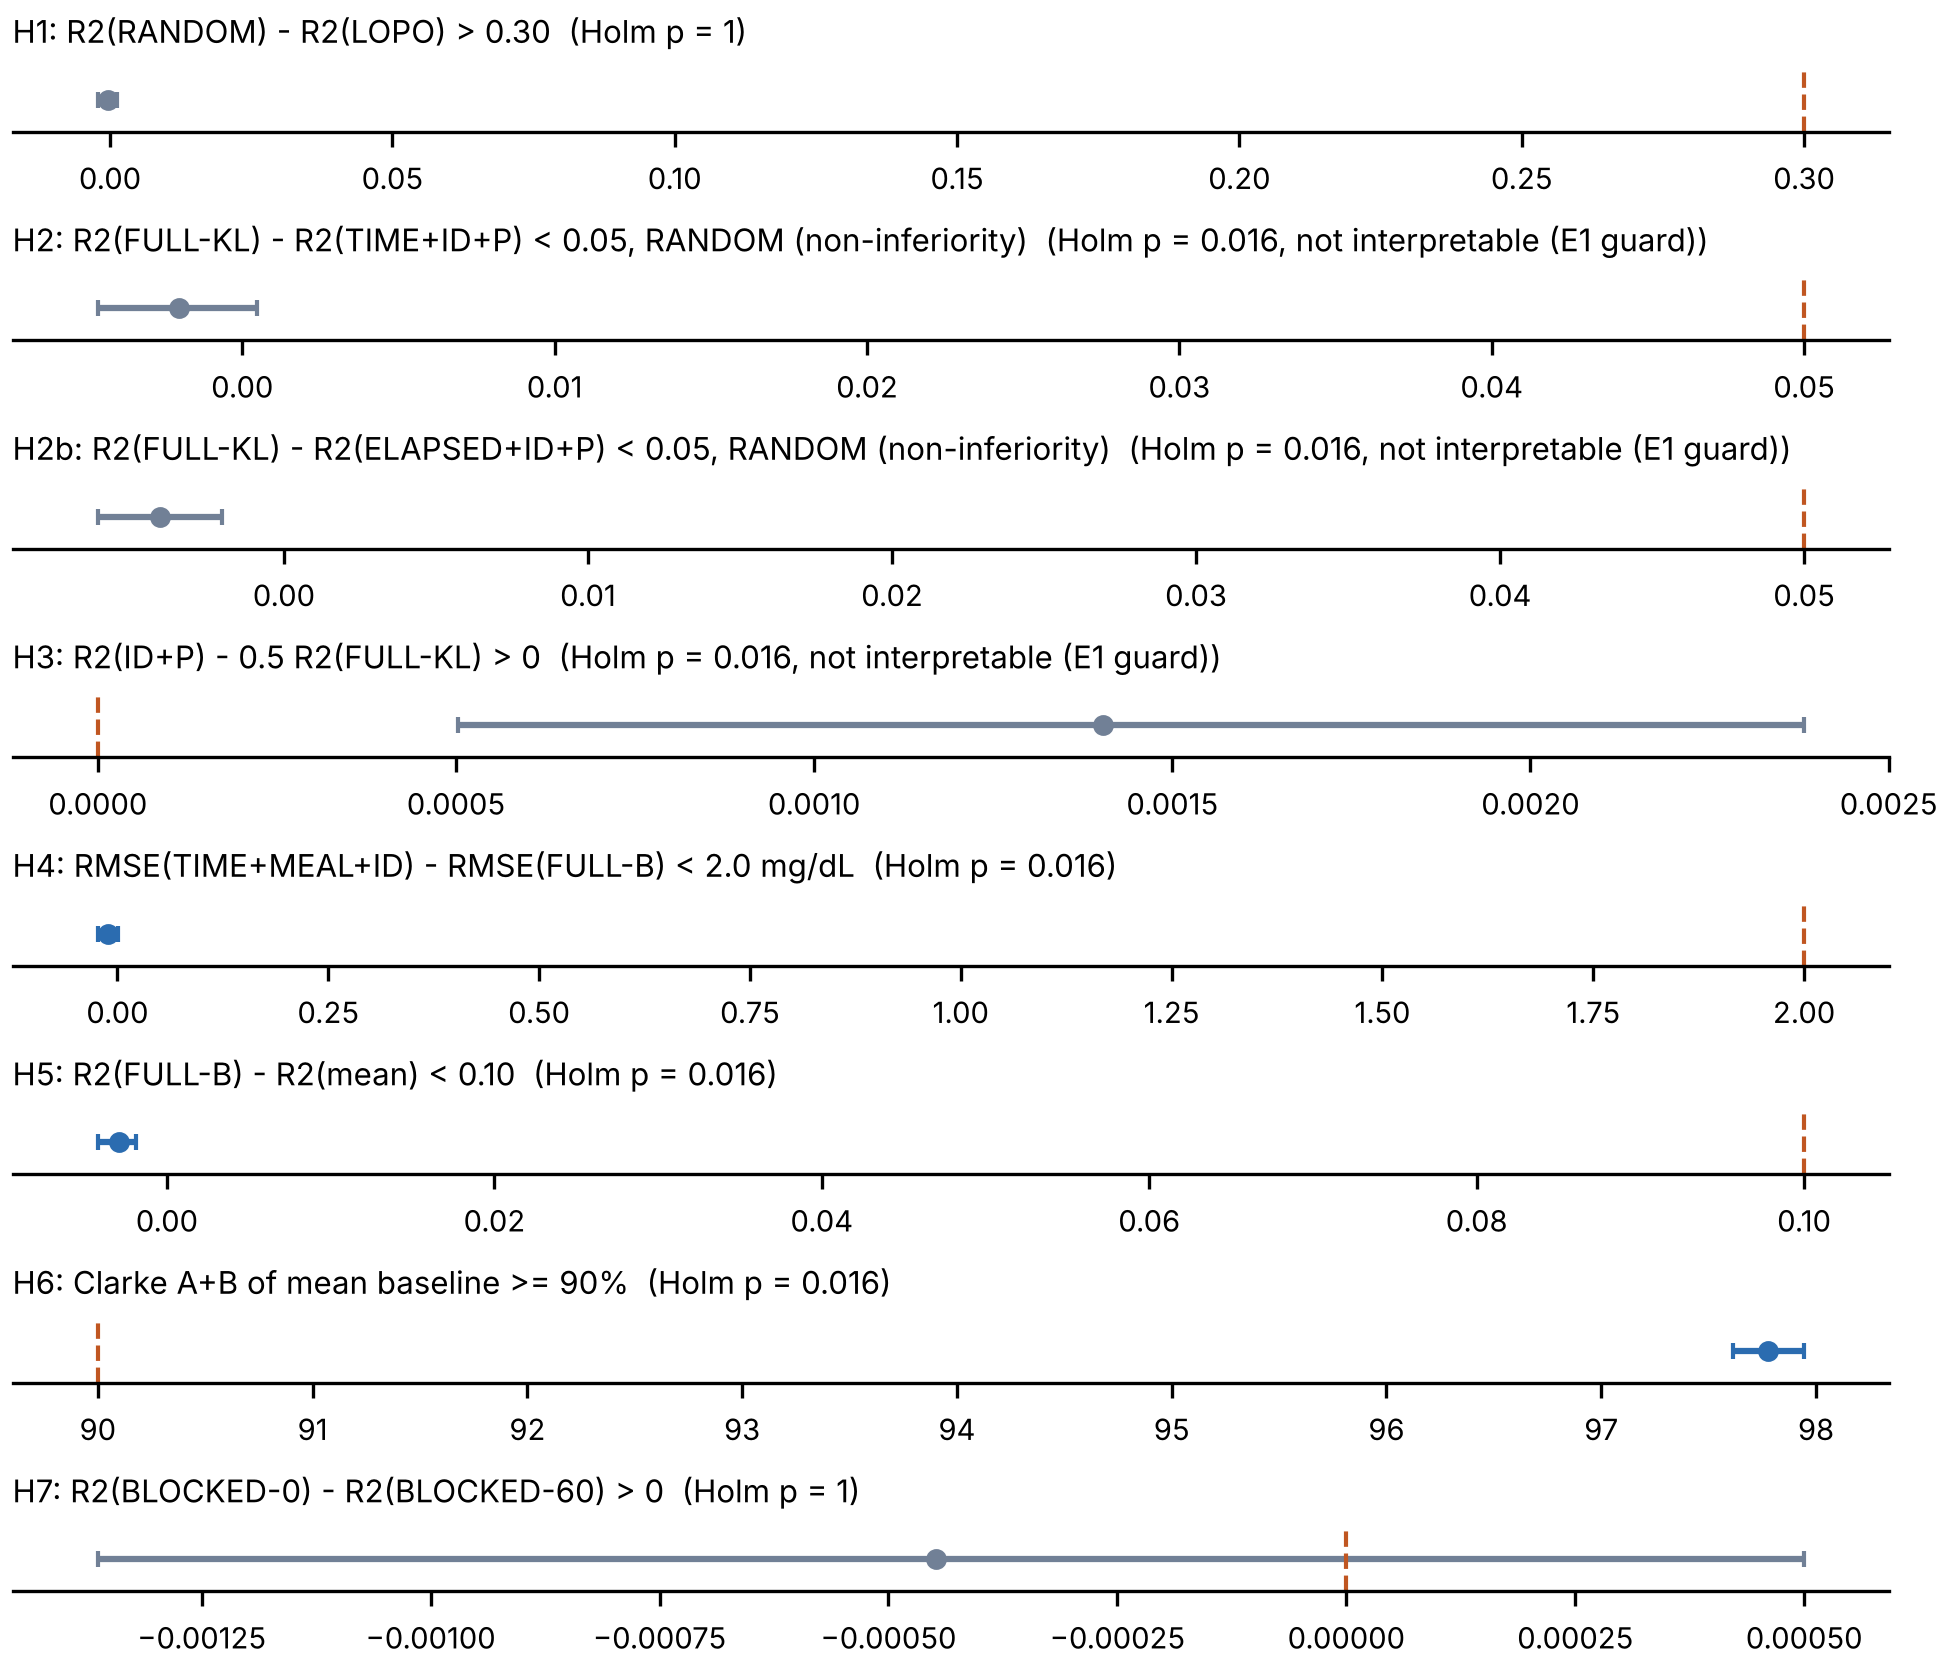 H1: R2(RANDOM) - R2(LOPO) > 0.30 (Holm p = 1)
0.00 0.05 0.10 0.15 0.20 0.25 0.30
H2: R2(FULL-KL) - R2(TIME+ID+P) < 0.05, RANDOM (non-inferiority) (Holm p = 0.016, not interpretable (E1 guard))
0.00 0.01 0.02 0.03 0.04 0.05
H2b: R2(FULL-KL) - R2(ELAPSED+ID+P) < 0.05, RANDOM (non-inferiority) (Holm p = 0.016, not interpretable (E1 guard))
0.00 0.01 0.02 0.03 0.04 0.05
H3: R2(ID+P) - 0.5 R2(FULL-KL) > 0 (Holm p = 0.016, not interpretable (E1 guard))
0.0000 0.0005 0.0010 0.0015 0.0020 0.0025
H4: RMSE(TIME+MEAL+ID) - RMSE(FULL-B) < 2.0 mg/dL (Holm p = 0.016)
0.00 0.25 0.50 0.75 1.00 1.25 1.50 1.75 2.00
H5: R2(FULL-B) - R2(mean) < 0.10 (Holm p = 0.016)
0.00 0.02 0.04 0.06 0.08 0.10
H6: Clarke A+B of mean baseline >= 90% (Holm p = 0.016)
90 91 92 93 94 95 96 97 98
H7: R2(BLOCKED-0) - R2(BLOCKED-60) > 0 (Holm p = 1)
−0.00125 −0.00100 −0.00075 −0.00050 −0.00025 0.00000 0.00025 0.00050